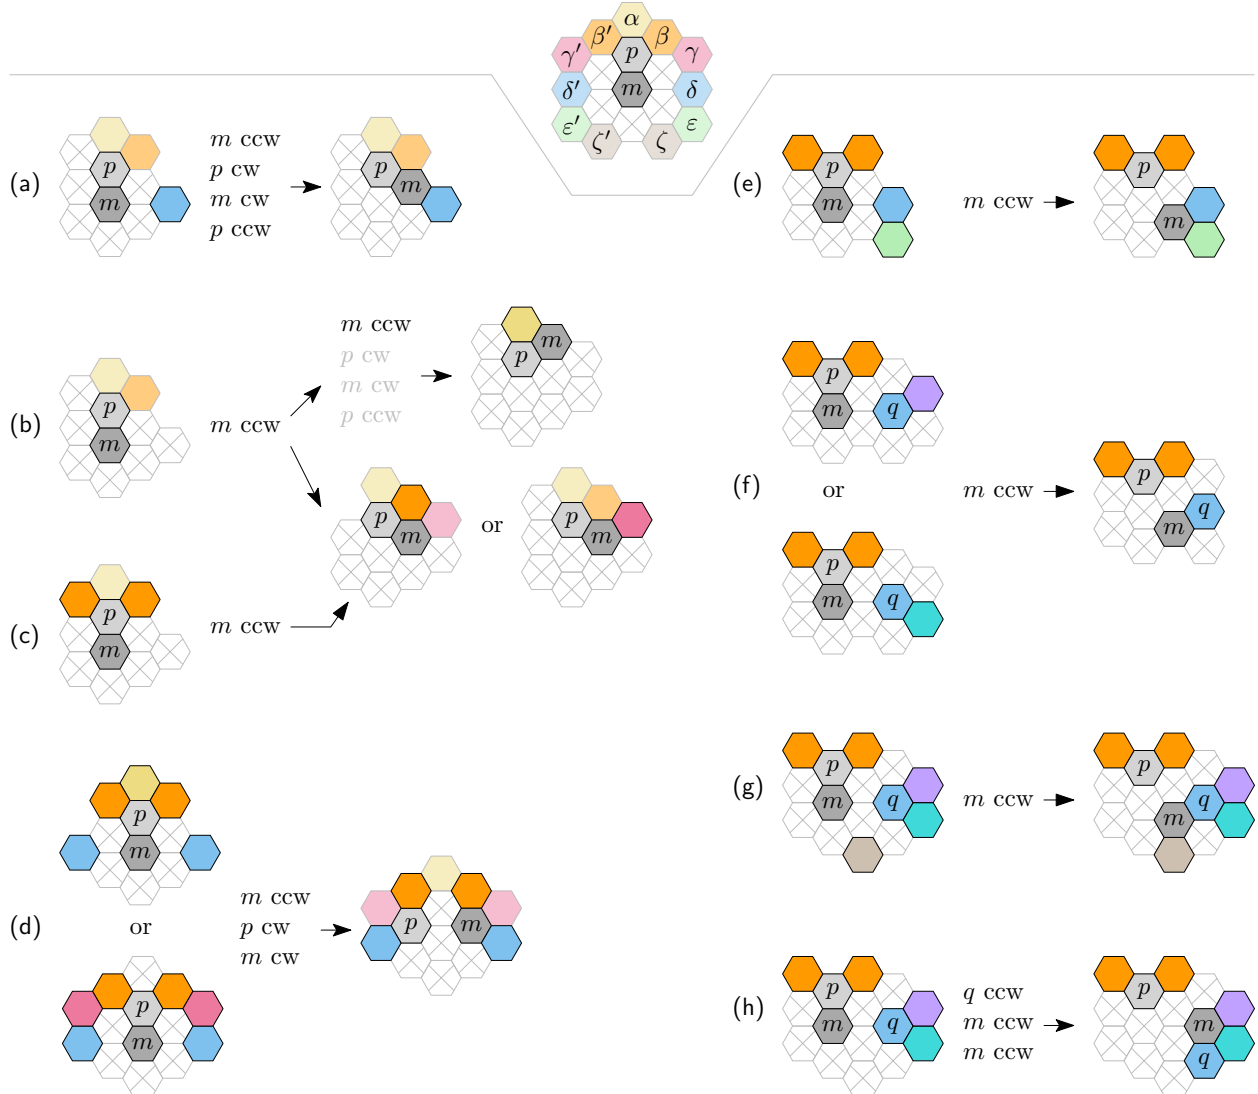 α
β′ β
γ′ p γ
δ′ m δ
ε′ ε
ζ′ ζ
(a)
p
m
m ccw
p cw
m cw
p ccw
p
m
(b)
p
m
m ccw
m ccw
p cw
m cw
p ccw
p m
p
m
or
p
m
(c)
p
m
m ccw
(d)
p
m
or
p
m
m ccw
p cw
m cw
p m
(e)
p
m
m ccw
p
m
(f)
p
m q
or
p
m q
m ccw
p
m q
(g)
p
m q
m ccw
p
m q
(h)
p
m q
q ccw
m ccw
m ccw
p
m
q